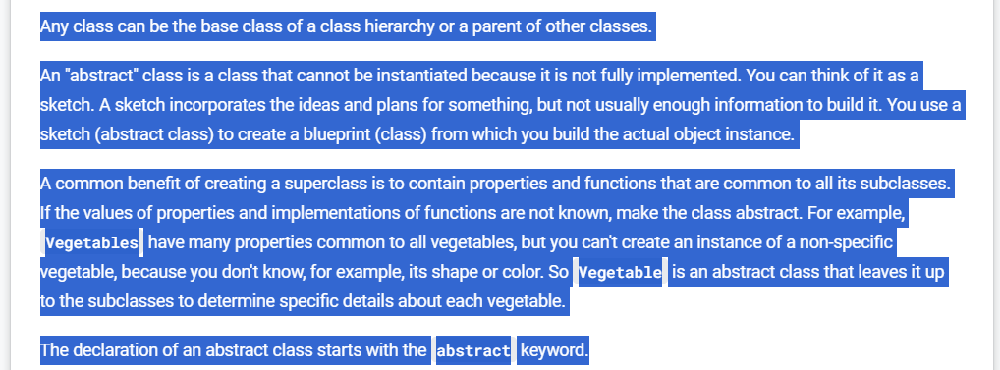 Any class can be the base class of a class hierarchy or a parent of other classes.
An "abstract" class is a class that cannot be instantiated because it is not fully implemented. You can think of it as a
sketch. A sketch incorporates the ideas and plans for something, but not usually enough information to build it. You use a
sketch (abstract class) to create a blueprint (class) from which you build the actual object instance.
A common benefit of creating a superclass is to contain properties and functions that are common to all its subclasses.
If the values of properties and implementations of functions are not known, make the class abstract. For example,
Vegetables have many properties common to all vegetables, but you can't create an instance of a non-specific
vegetable, because you don't know, for example, its shape or color. So Vegetable is an abstract class that leaves it up
to the subclasses to determine specific details about each vegetable.
The declaration of an abstract class starts with the abstract keyword.